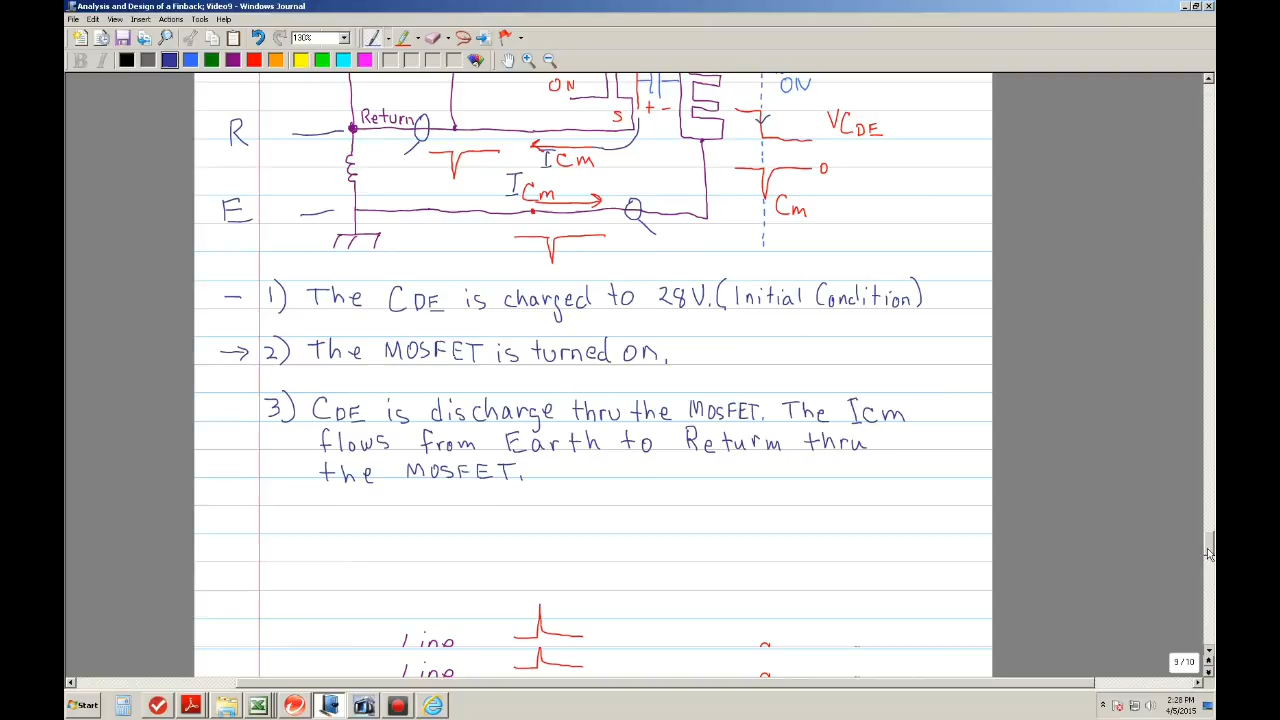 Analysis and Design of a Finback; Video9 - Windows Journal
File Edit View Insert Actions Tools Help
130%
B I
ON
ON
S
+ -
VCDE
Return
R
ICm
0
ICm
E
Cm
- 1) The CDE is charged to 28V. (Initial Condition)
→ 2) The MOSFET is turned on.
3) CDE is discharge thru the MOSFET. The Icm
flows from Earth to Return thru
the MOSFET.
Line
Line
9 / 10
Start
2:28 PM
4/5/2015